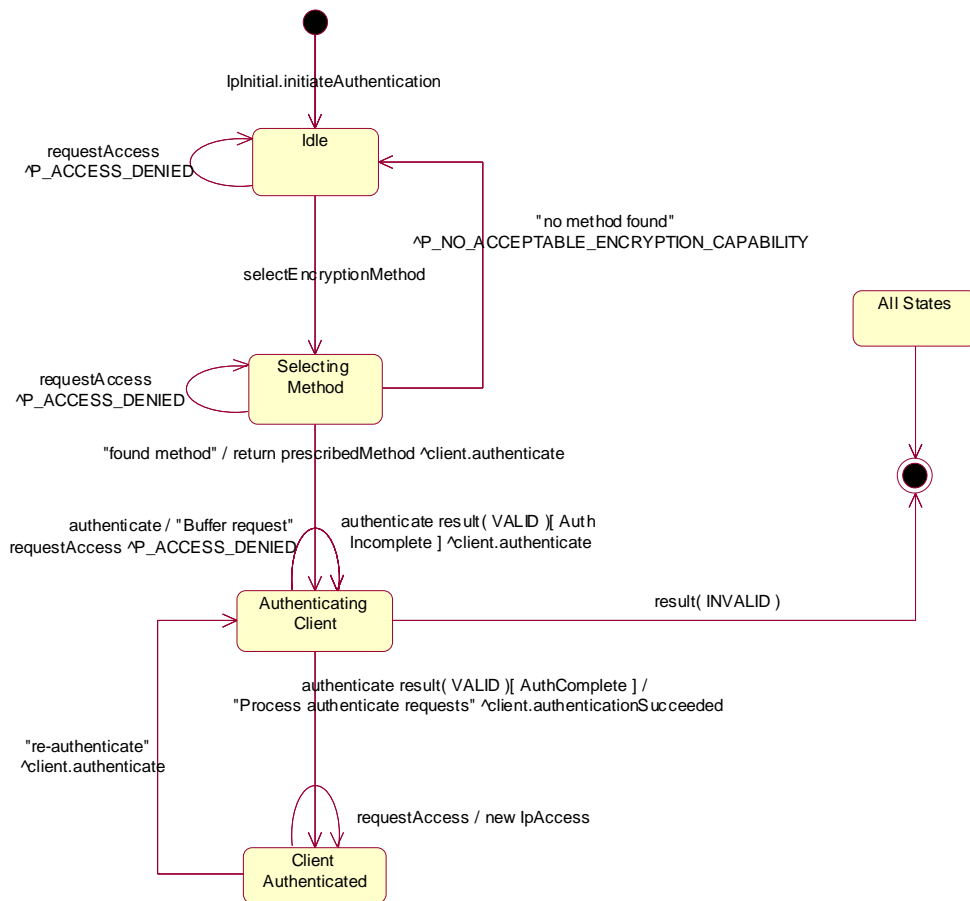 IpInitial.initiateAuthentication
Idle
requestAccess
^P_ACCESS_DENIED
"no method found"
^P_NO_ACCEPTABLE_ENCRYPTION_CAPABILITY
selectEncryptionMethod
All States
Selecting
Method
requestAccess
^P_ACCESS_DENIED
"found method" / return prescribedMethod ^client.authenticate
authenticate / "Buffer request"
requestAccess ^P_ACCESS_DENIED
authenticate result( VALID )[ Auth
Incomplete ] ^client.authenticate
Authenticating
Client
result( INVALID )
authenticate result( VALID )[ AuthComplete ] /
"Process authenticate requests" ^client.authenticationSucceeded
"re-authenticate"
^client.authenticate
requestAccess / new IpAccess
Client
Authenticated